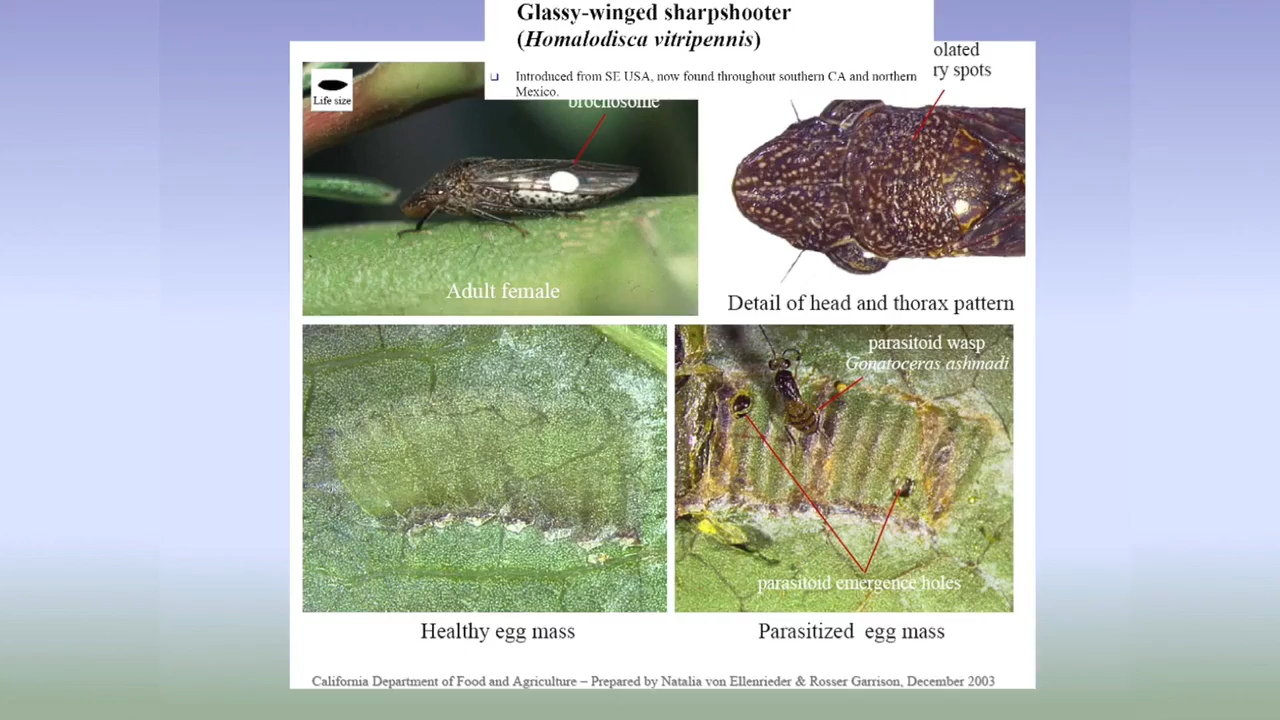 Glassy-winged sharpshooter
(Homalodisca vitripennis)
❑ Introduced from SE USA, now found throughout southern CA and northern
Mexico.
Life size
brochosome
olated
ry spots
Adult female
Detail of head and thorax pattern
parasitoid wasp
Gonatoceras ashmadi
parasitoid emergence holes
Healthy egg mass
Parasitized egg mass
California Department of Food and Agriculture – Prepared by Natalia von Ellenrieder & Rosser Garrison, December 2003